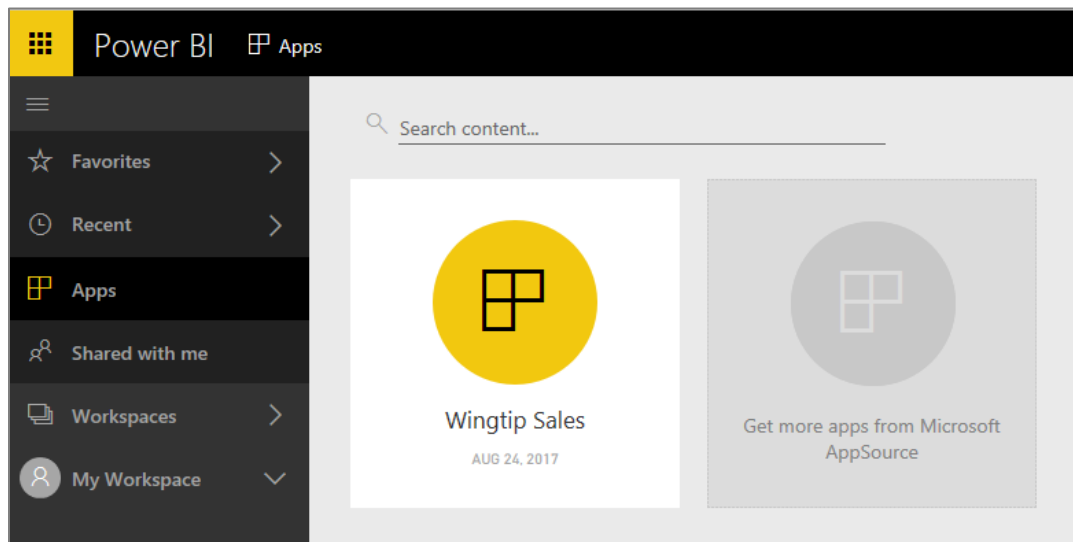 Power BI Apps
Search content...
Favorites
Recent
Apps
Shared with me
Workspaces
My Workspace
Wingtip Sales
AUG 24, 2017
Get more apps from Microsoft
AppSource